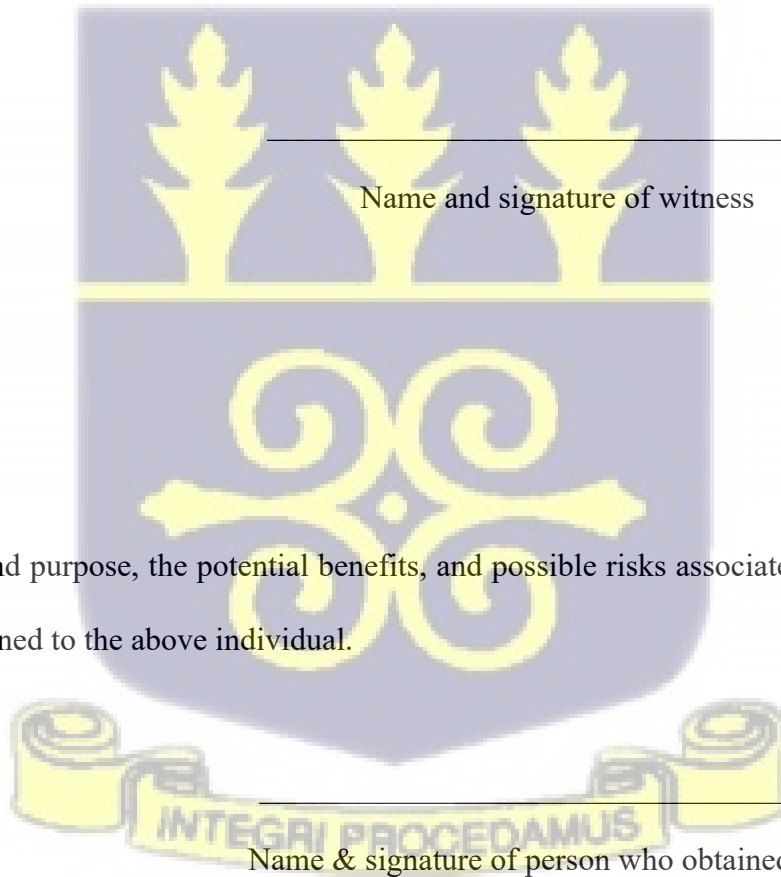 Name and signature of witness
nd purpose, the potential benefits, and possible risks associate
ned to the above individual.
INTEGRI PROCEDAMUS
Name & signature of person who obtained